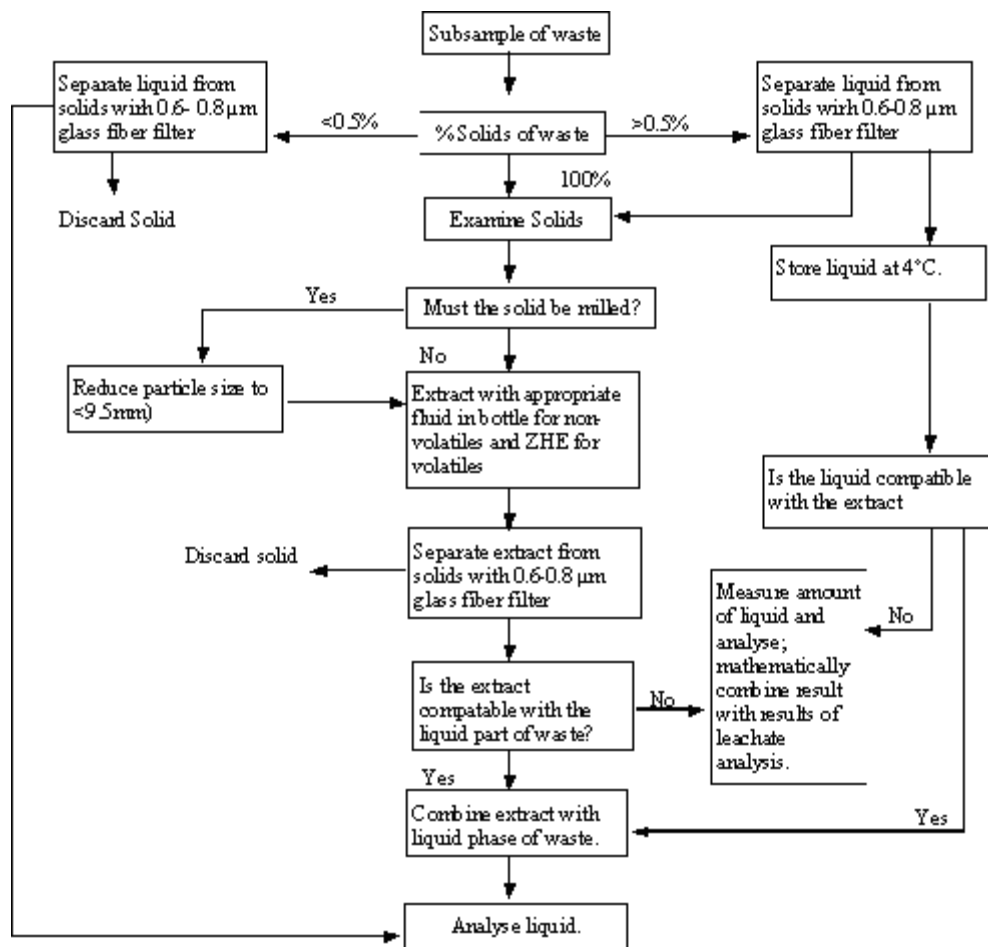 Subsample of waste
Separate liquid from
solids with 0.6- 0.8 µm
glass fiber filter
<0.5%
% Solids of waste
>0.5%
Separate liquid from
solids wirh 0.6-0.8 µm
glass fiber filter
100%
Discard Solid
Examine Solids
Store liquid at 4°C.
Yes
Must the solid be milled?
No
Reduce particle size to
<9.5mm)
Extract with appropriate
fluid in bottle for non-
volatiles and ZHE for
volatiles
Is the liquid compatible
with the extract
Discard solid
Separate extract from
solids with 0.6-0.8 µm
glass fiber filter
Measure amount
of liquid and
analyse;
mathematically
combine result
with results of
leachate
analysis.
No
Is the extract
compatable with the
liquid part of waste?
No
Yes
Combine extract with
liquid phase of waste.
Yes
Analyse liquid.